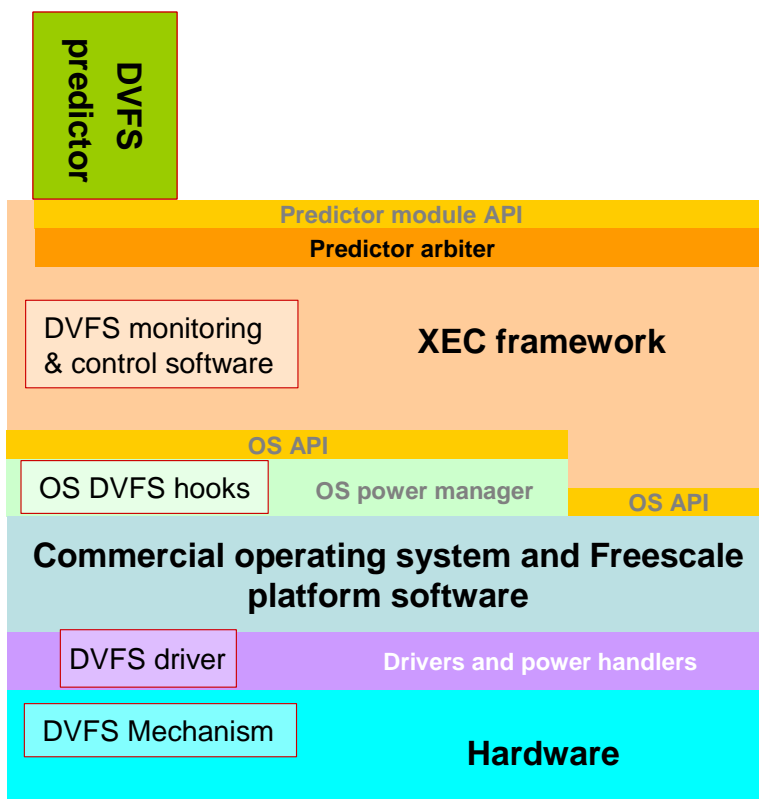 DVFS
predictor
Predictor module API
Predictor arbiter
DVFS monitoring
& control software
XEC framework
OS API
OS DVFS hooks
OS power manager
OS API
Commercial operating system and Freescale
platform software
DVFS driver
Drivers and power handlers
DVFS Mechanism
Hardware